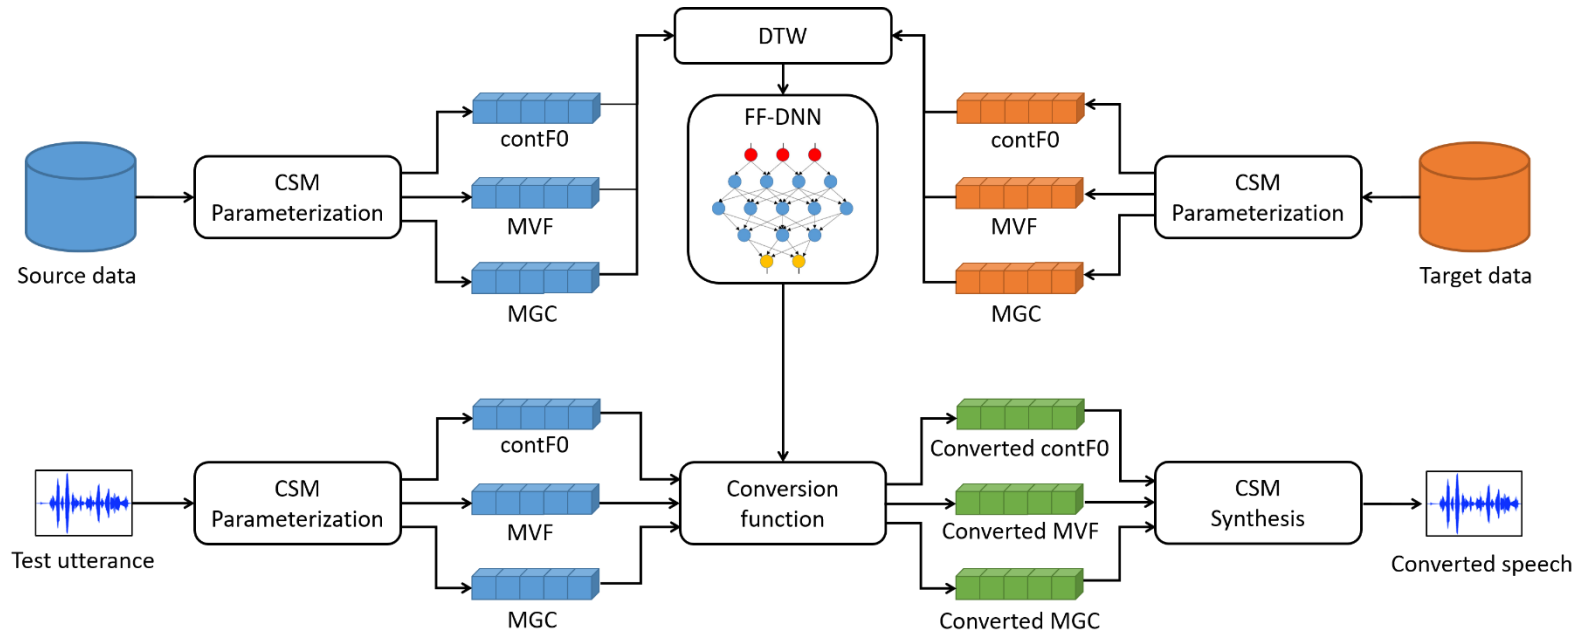 DTW
FF-DNN
contF0
contF0
CSM
Parameterization
CSM
Parameterization
MVF
MVF
Source data
Target data
MGC
MGC
contF0
Converted contF0
CSM
Parameterization
Conversion
function
CSM
Synthesis
MVF
Converted MVF
Test utterance
Converted speech
MGC
Converted MGC